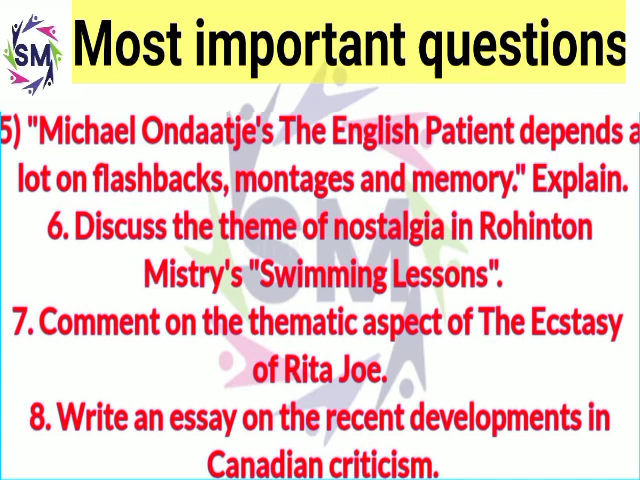 SM
Most important questions
5) "Michael Ondaatje's The English Patient depends a
lot on flashbacks, montages and memory." Explain.
6. Discuss the theme of nostalgia in Rohinton
Mistry's "Swimming Lessons".
7. Comment on the thematic aspect of The Ecstasy
of Rita Joe.
8. Write an essay on the recent developments in
Canadian criticism.
SM